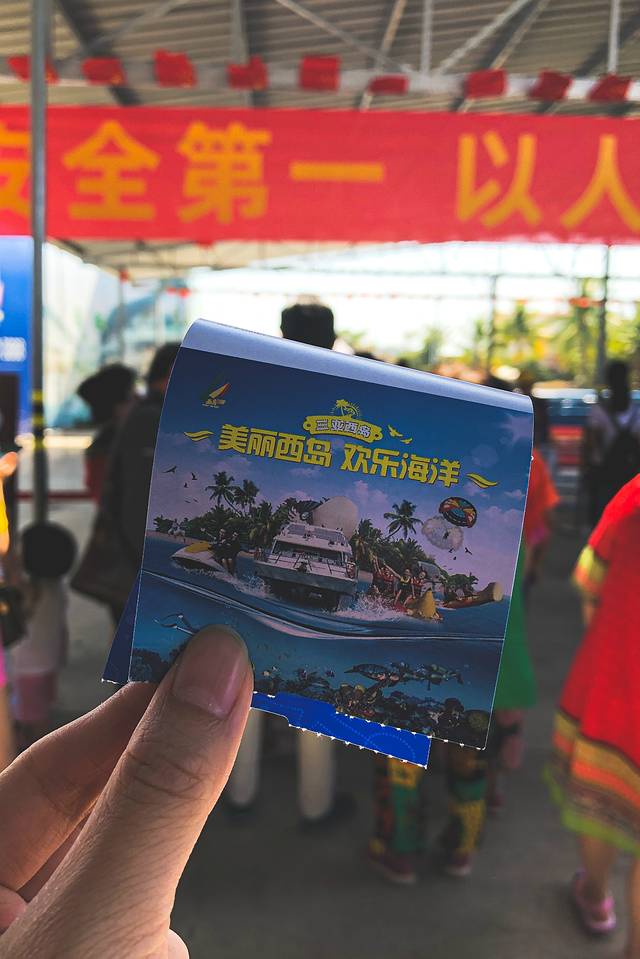 安全第一 以人
三亚西岛
美丽西岛 欢乐海洋